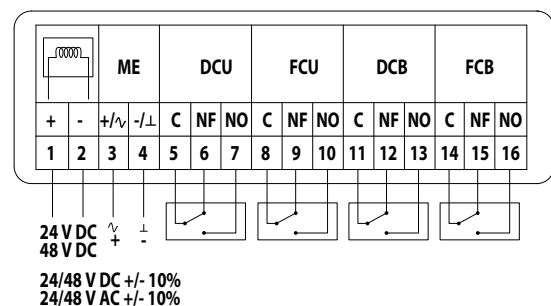 ME DCU FCU DCB FCB
+ - +/∿ -/⊥ C NF NO C NF NO C NF NO C NF NO
1 2 3 4 5 6 7 8 9 10 11 12 13 14 15 16
24 V DC ∿ ⊥
48 V DC + -
24/48 V DC +/- 10%
24/48 V AC +/- 10%